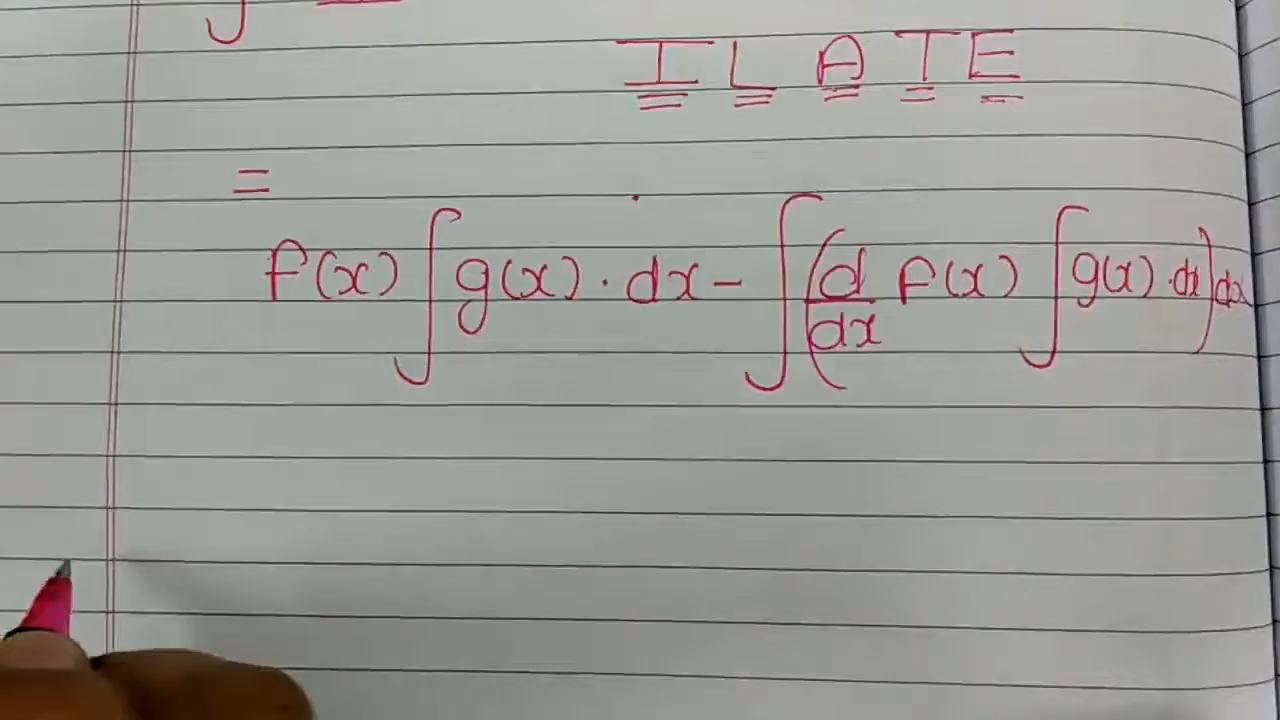 I L A T E
=
f(x) ∫ g(x) · dx - ∫ (d/dx f(x) ∫ g(x) · dx) dx